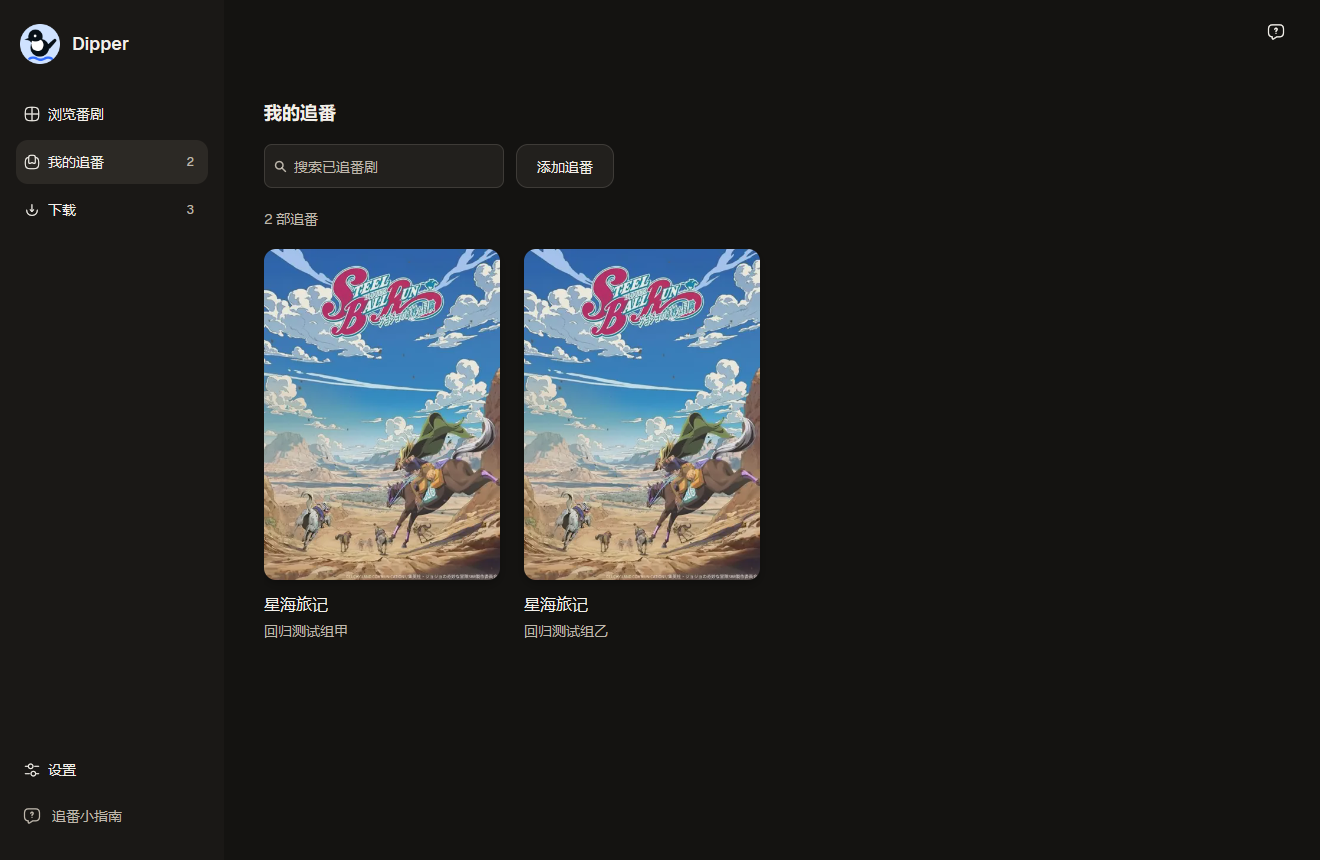 Dipper
浏览番剧
我的追番 2
下载 3
设置
追番小指南
我的追番
搜索已追番剧
添加追番
2 部追番
STEEL
BALL RUN
STEEL
BALL RUN
星海旅记
回归测试组甲
星海旅记
回归测试组乙